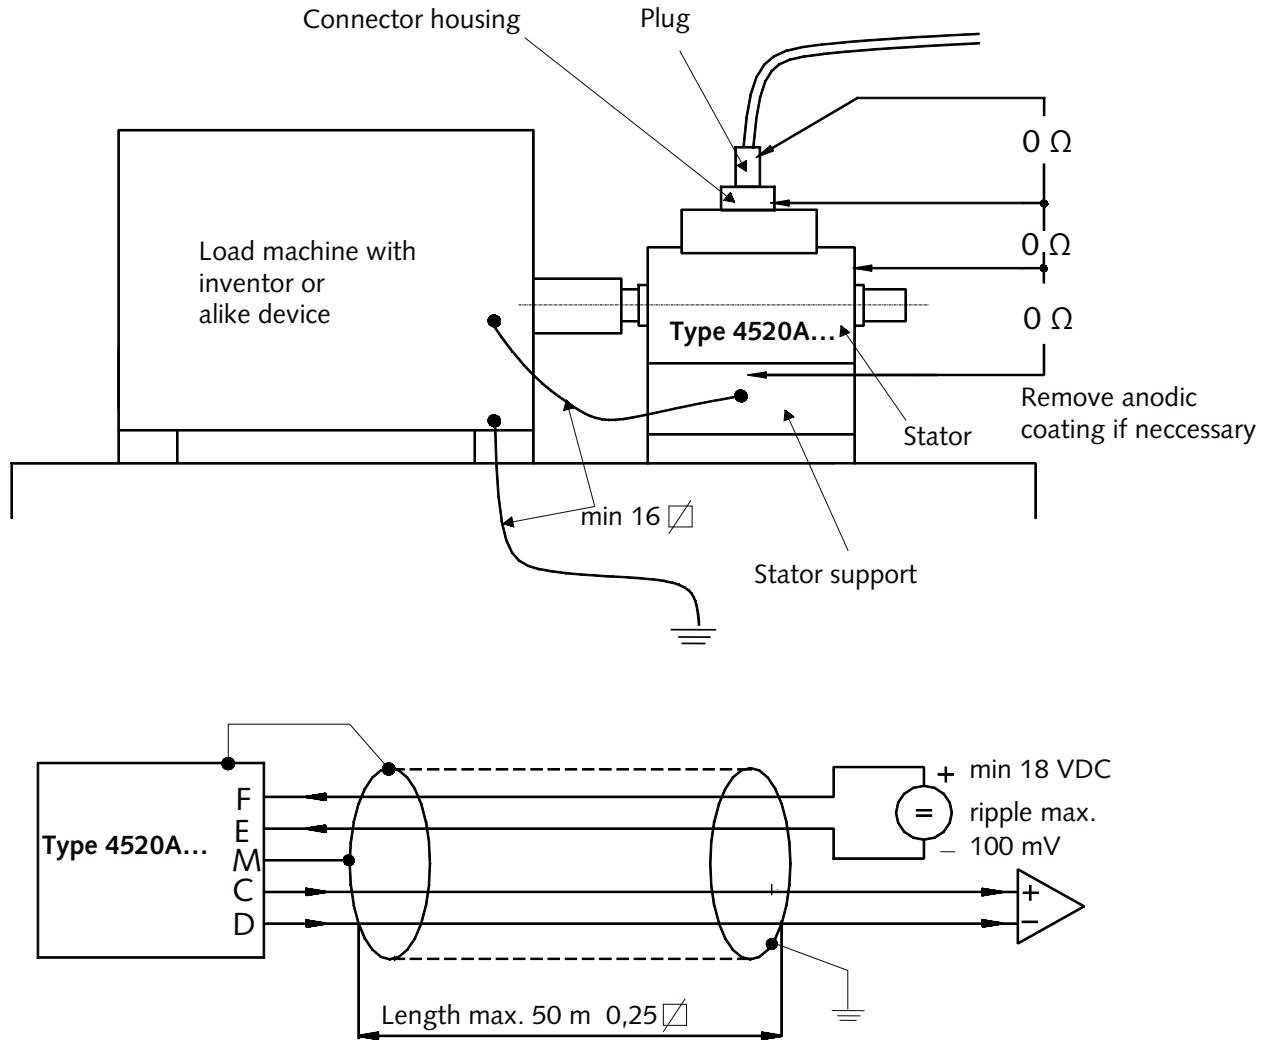 Connector housing
Plug
0 Ω
Load machine with
inventor or
alike device
0 Ω
0 Ω
Type 4520A...
Remove anodic
coating if neccessary
Stator
min 16
Stator support
F
E
M
C
D
Type 4520A...
+ min 18 VDC
= ripple max.
– 100 mV
+
–
Length max. 50 m 0,25